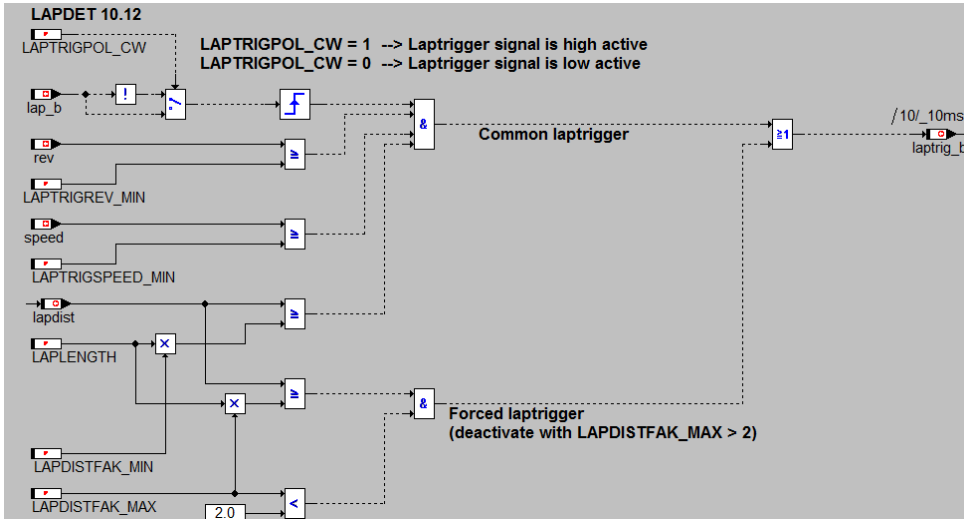 LAPDET 10.12
LAPTRIGPOL_CW
LAPTRIGPOL_CW = 1 --> Laptrigger signal is high active
LAPTRIGPOL_CW = 0 --> Laptrigger signal is low active
!
lap_b
&
Common laptrigger
≥1
/10/_10ms
laptrig_b
rev
≥
LAPTRIGREV_MIN
speed
≥
LAPTRIGSPEED_MIN
lapdist
≥
LAPLENGTH
×
≥
×
&
Forced laptrigger
(deactivate with LAPDISTFAK_MAX > 2)
LAPDISTFAK_MIN
LAPDISTFAK_MAX
<
2.0